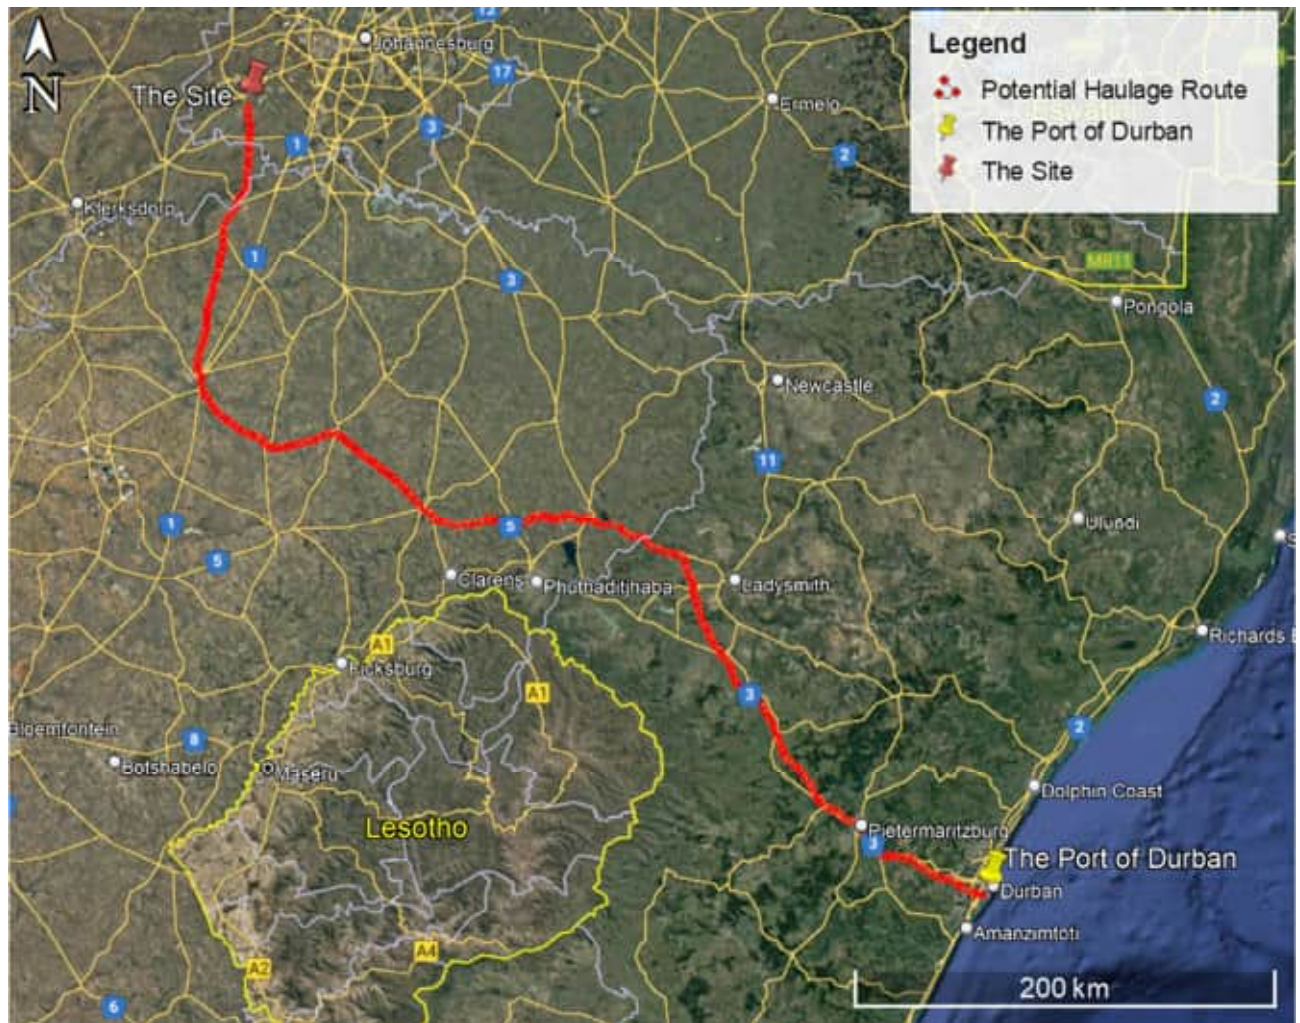 12
Johannesburg
Legend
N
The Site
17
Potential Haulage Route
Ermelo
1
3
The Port of Durban
2
The Site
Klerksdorp
1
3
MR11
Pongola
Newcastle
2
11
1
5
Ulundi
5
Clarens
Phuthaditjhaba
Ladysmith
S
A1
Richards B
Ficksburg
A1
3
Bloemfontein
8
2
Botshabelo
Maseru
Dolphin Coast
Lesotho
Pietermaritzburg
3
The Port of Durban
Durban
A4
Amanzimtoti
A2
200 km
6